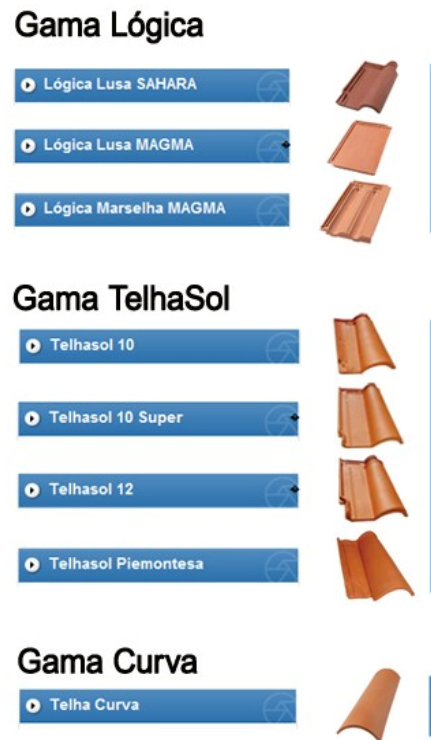 Gama Lógica
Lógica Lusa SAHARA
Lógica Lusa MAGMA
Lógica Marselha MAGMA
Gama TelhaSol
Telhasol 10
Telhasol 10 Super
Telhasol 12
Telhasol Piemontesa
Gama Curva
Telha Curva